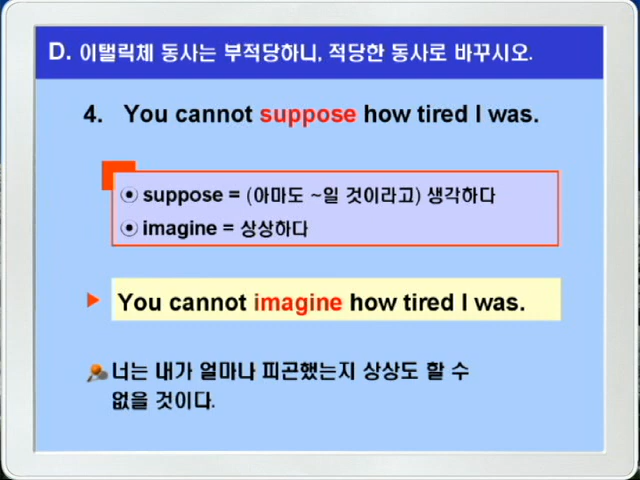 D. 이탤릭체 동사는 부적당하니, 적당한 동사로 바꾸시오.
4. You cannot suppose how tired I was.
suppose = (아마도 ~일 것이라고) 생각하다
imagine = 상상하다
You cannot imagine how tired I was.
너는 내가 얼마나 피곤했는지 상상도 할 수
없을 것이다.